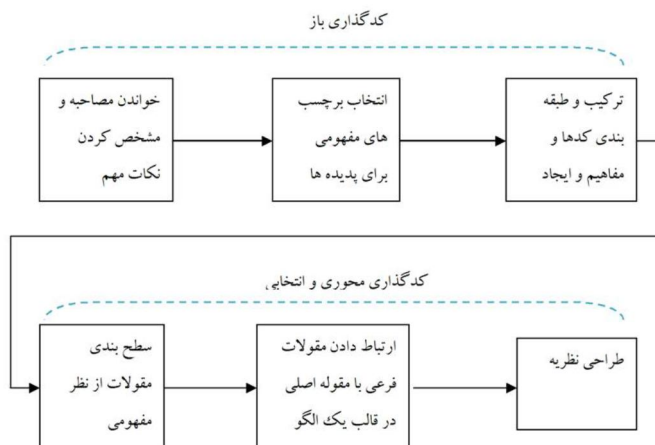 کدگذاری باز
خواندن مصاحبه و
مشخص کردن
نکات مهم
انتخاب برچسب
های مفهومی
برای پدیده ها
ترکیب و طبقه
بندی کدها و
مفاهیم و ایجاد
کدگذاری محوری و انتخابی
سطح بندی
مقولات از نظر
مفهومی
ارتباط دادن مقولات
فرعی با مقوله اصلی
در قالب یک الگو
طراحی نظریه